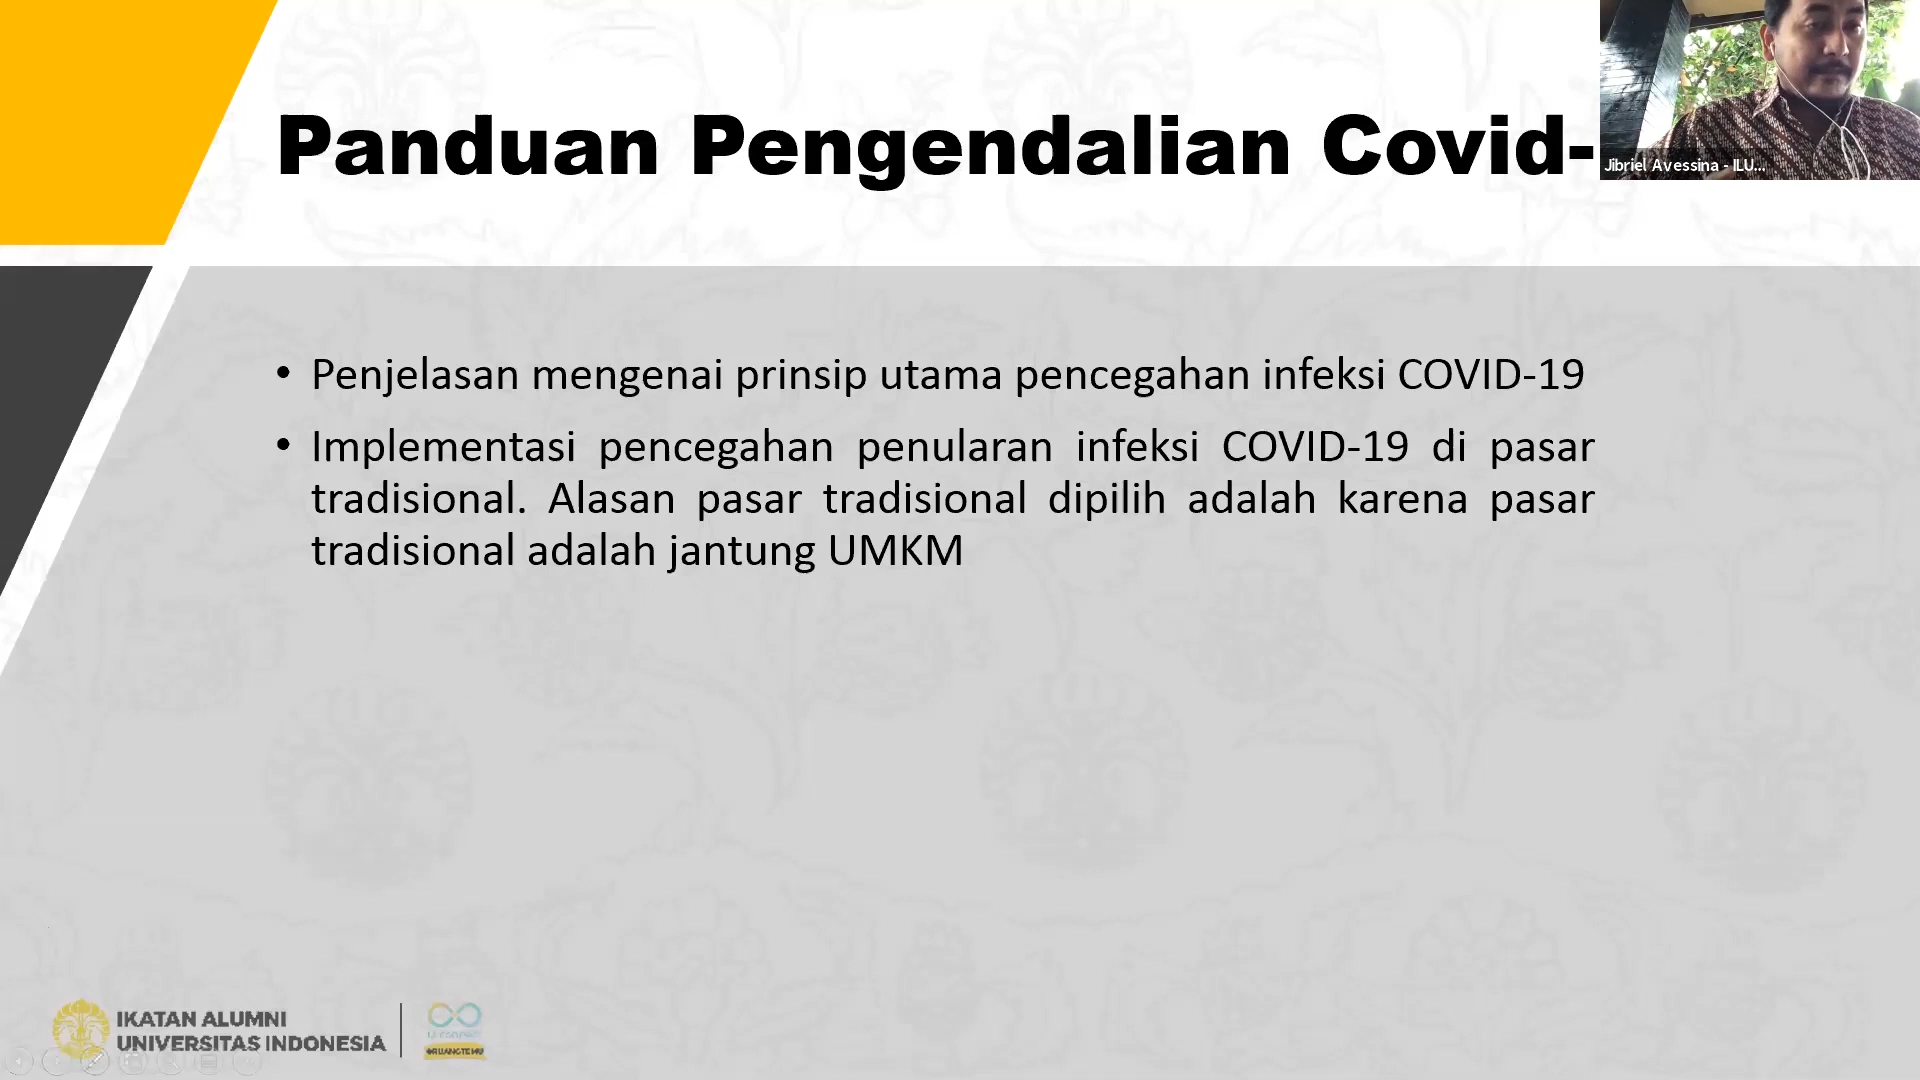 Panduan Pengendalian Covid-
Jibriel Avessina - ILU...
• Penjelasan mengenai prinsip utama pencegahan infeksi COVID-19
• Implementasi pencegahan penularan infeksi COVID-19 di pasar
tradisional. Alasan pasar tradisional dipilih adalah karena pasar
tradisional adalah jantung UMKM
IKATAN ALUMNI
UNIVERSITAS INDONESIA
#RUANGTEMU